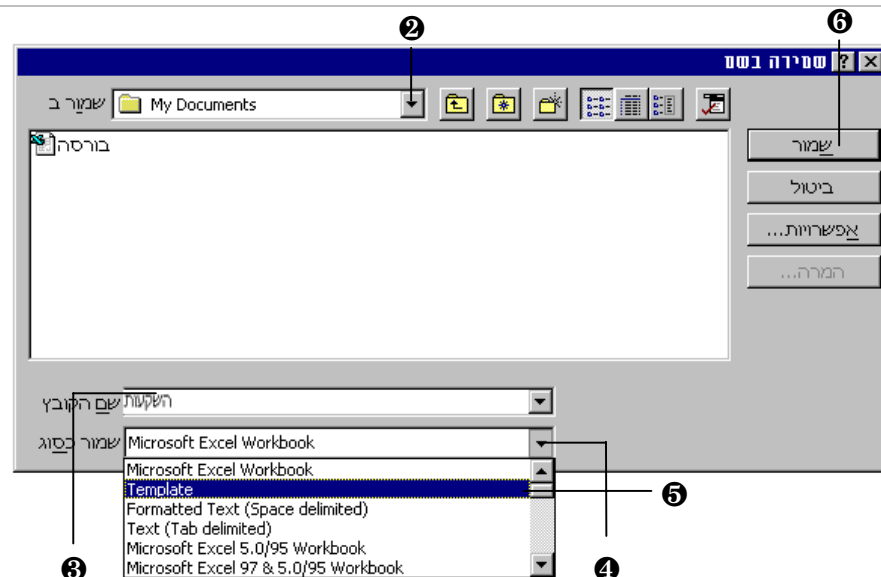 ❷ ❻
שמירה בשם
שמור ב My Documents
בורסה
שמור
ביטול
אפשרויות...
המרה...
שם הקובץ השקעות
שמור כסוג Microsoft Excel Workbook
Microsoft Excel Workbook
Template
❺
Formatted Text (Space delimited)
Text (Tab delimited)
Microsoft Excel 5.0/95 Workbook
Microsoft Excel 97 & 5.0/95 Workbook
❸ ❹